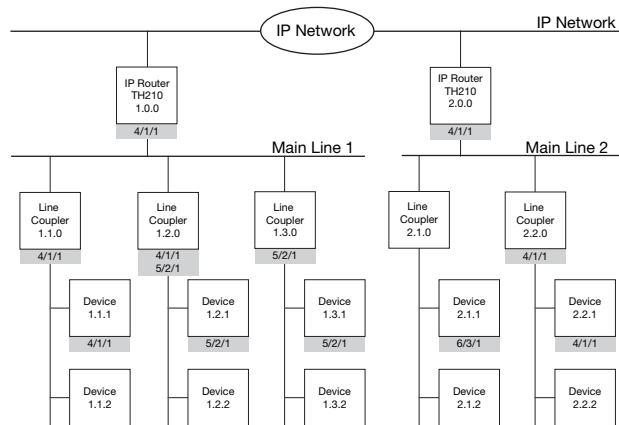 IP Network
IP Network
IP Router
TH210
1.0.0
4/1/1
IP Router
TH210
2.0.0
4/1/1
Main Line 1
Main Line 2
Line
Coupler
1.1.0
4/1/1
Line
Coupler
1.2.0
4/1/1
5/2/1
Line
Coupler
1.3.0
5/2/1
Line
Coupler
2.1.0
Line
Coupler
2.2.0
4/1/1
Device
1.1.1
4/1/1
Device
1.2.1
5/2/1
Device
1.3.1
5/2/1
Device
2.1.1
6/3/1
Device
2.2.1
4/1/1
Device
1.1.2
Device
1.2.2
Device
1.3.2
Device
2.1.2
Device
2.2.2